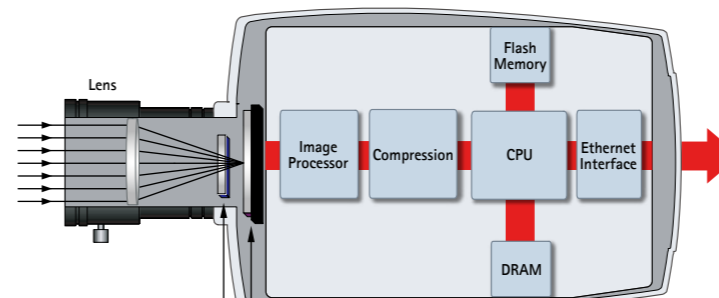 Flash
Memory
Lens
Image
Processor
Compression
CPU
Ethernet
Interface
DRAM